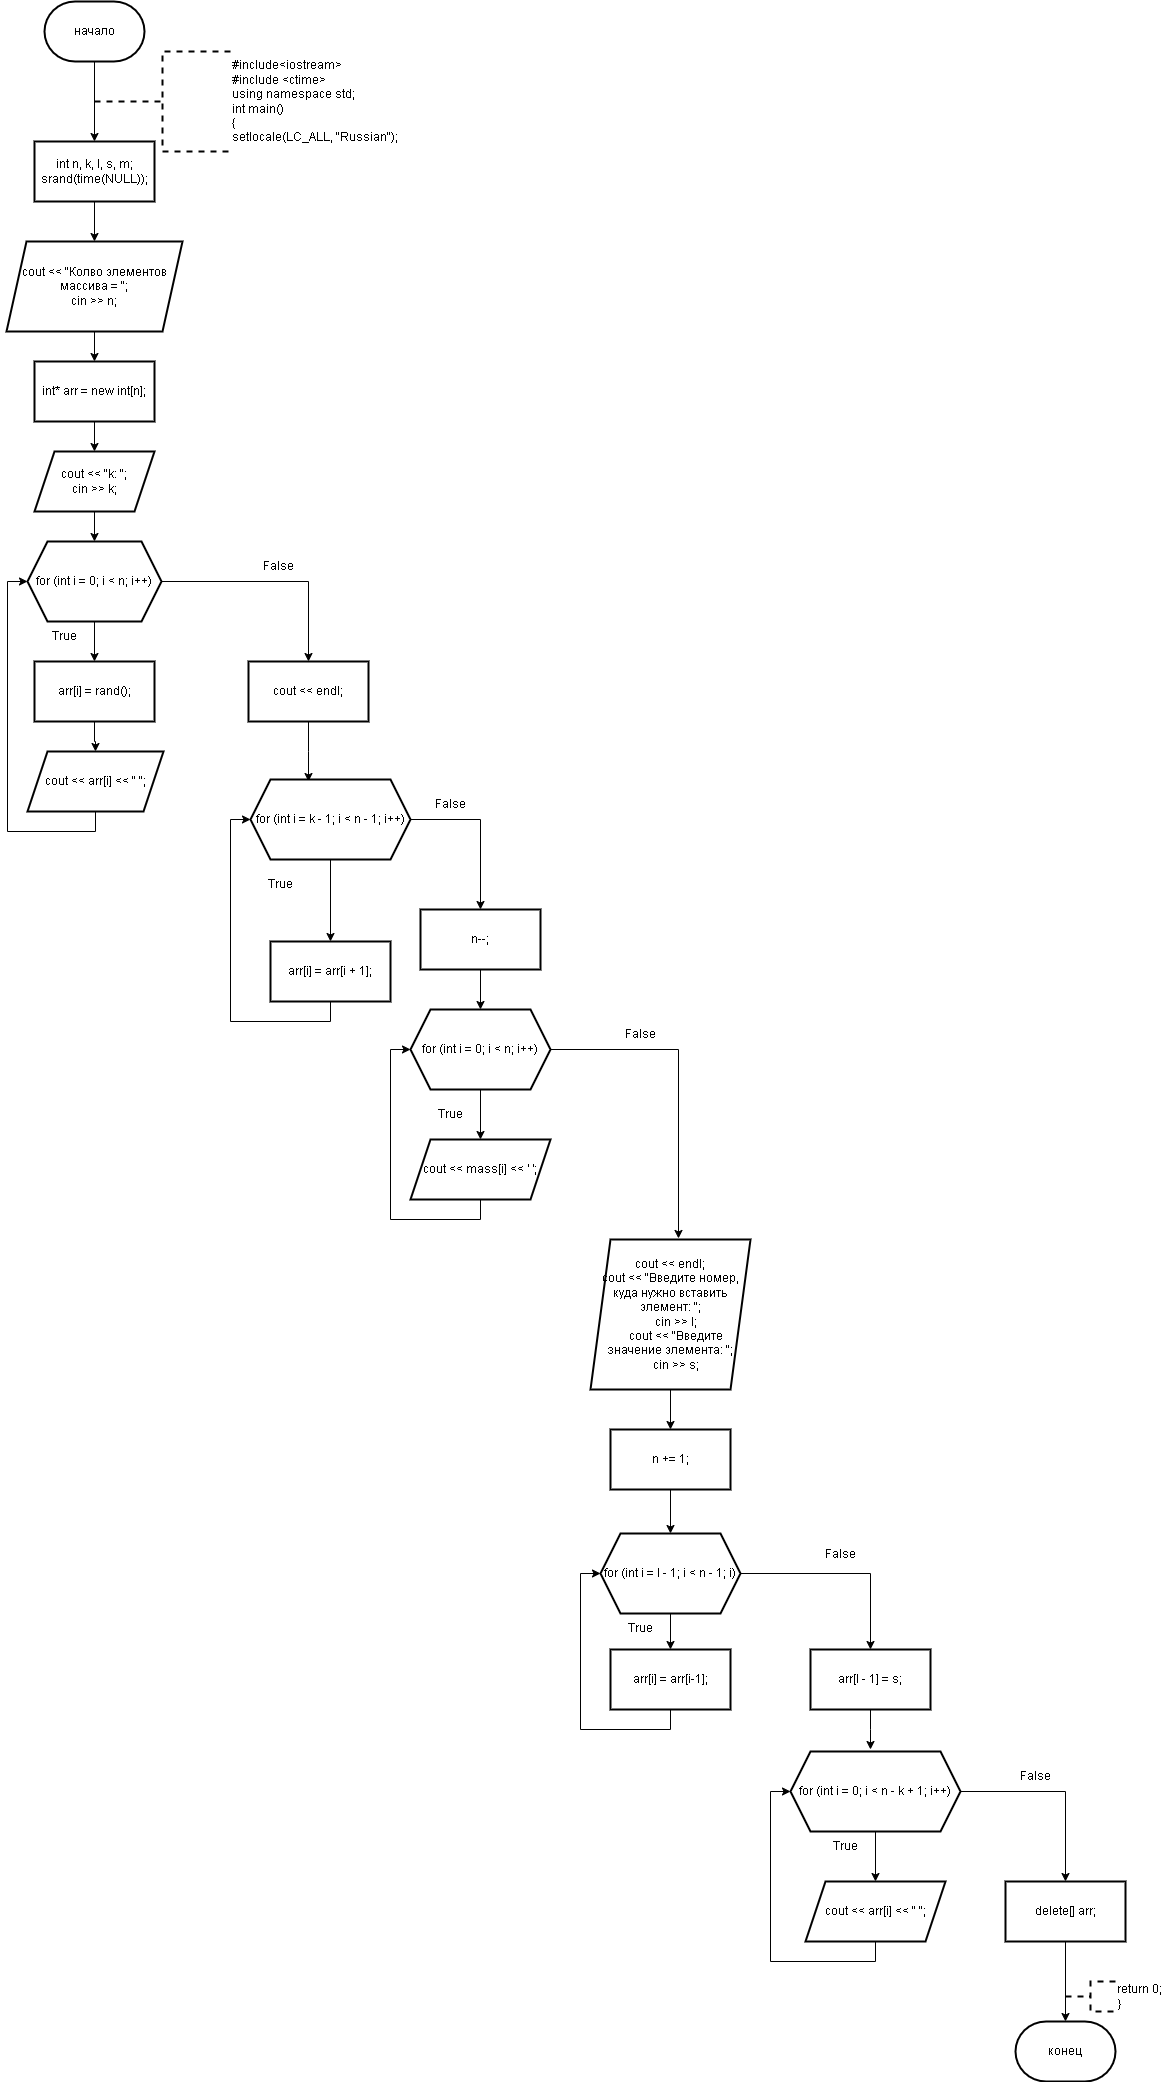 начало
#include<iostream>
#include <ctime>
using namespace std;
int main()
{
setlocale(LC_ALL, "Russian");
int n, k, l, s, m;
srand(time(NULL));
cout << "Колво элементов
массива = ";
cin >> n;
int* arr = new int[n];
cout << "k: ";
cin >> k;
for (int i = 0; i < n; i++)
False
True
arr[i] = rand();
cout << endl;
cout << arr[i] << " ";
for (int i = k - 1; i < n - 1; i++)
False
True
n--;
arr[i] = arr[i + 1];
for (int i = 0; i < n; i++)
False
True
cout << mass[i] << ' ';
cout << endl;
cout << "Введите номер,
куда нужно вставить
элемент: ";
cin >> l;
cout << "Введите
значение элемента: ";
cin >> s;
n += 1;
for (int i = l - 1; i < n - 1; i)
False
True
arr[i] = arr[i-1];
arr[l - 1] = s;
for (int i = 0; i < n - k + 1; i++)
False
True
cout << arr[i] << " ";
delete[] arr;
return 0;
}
конец